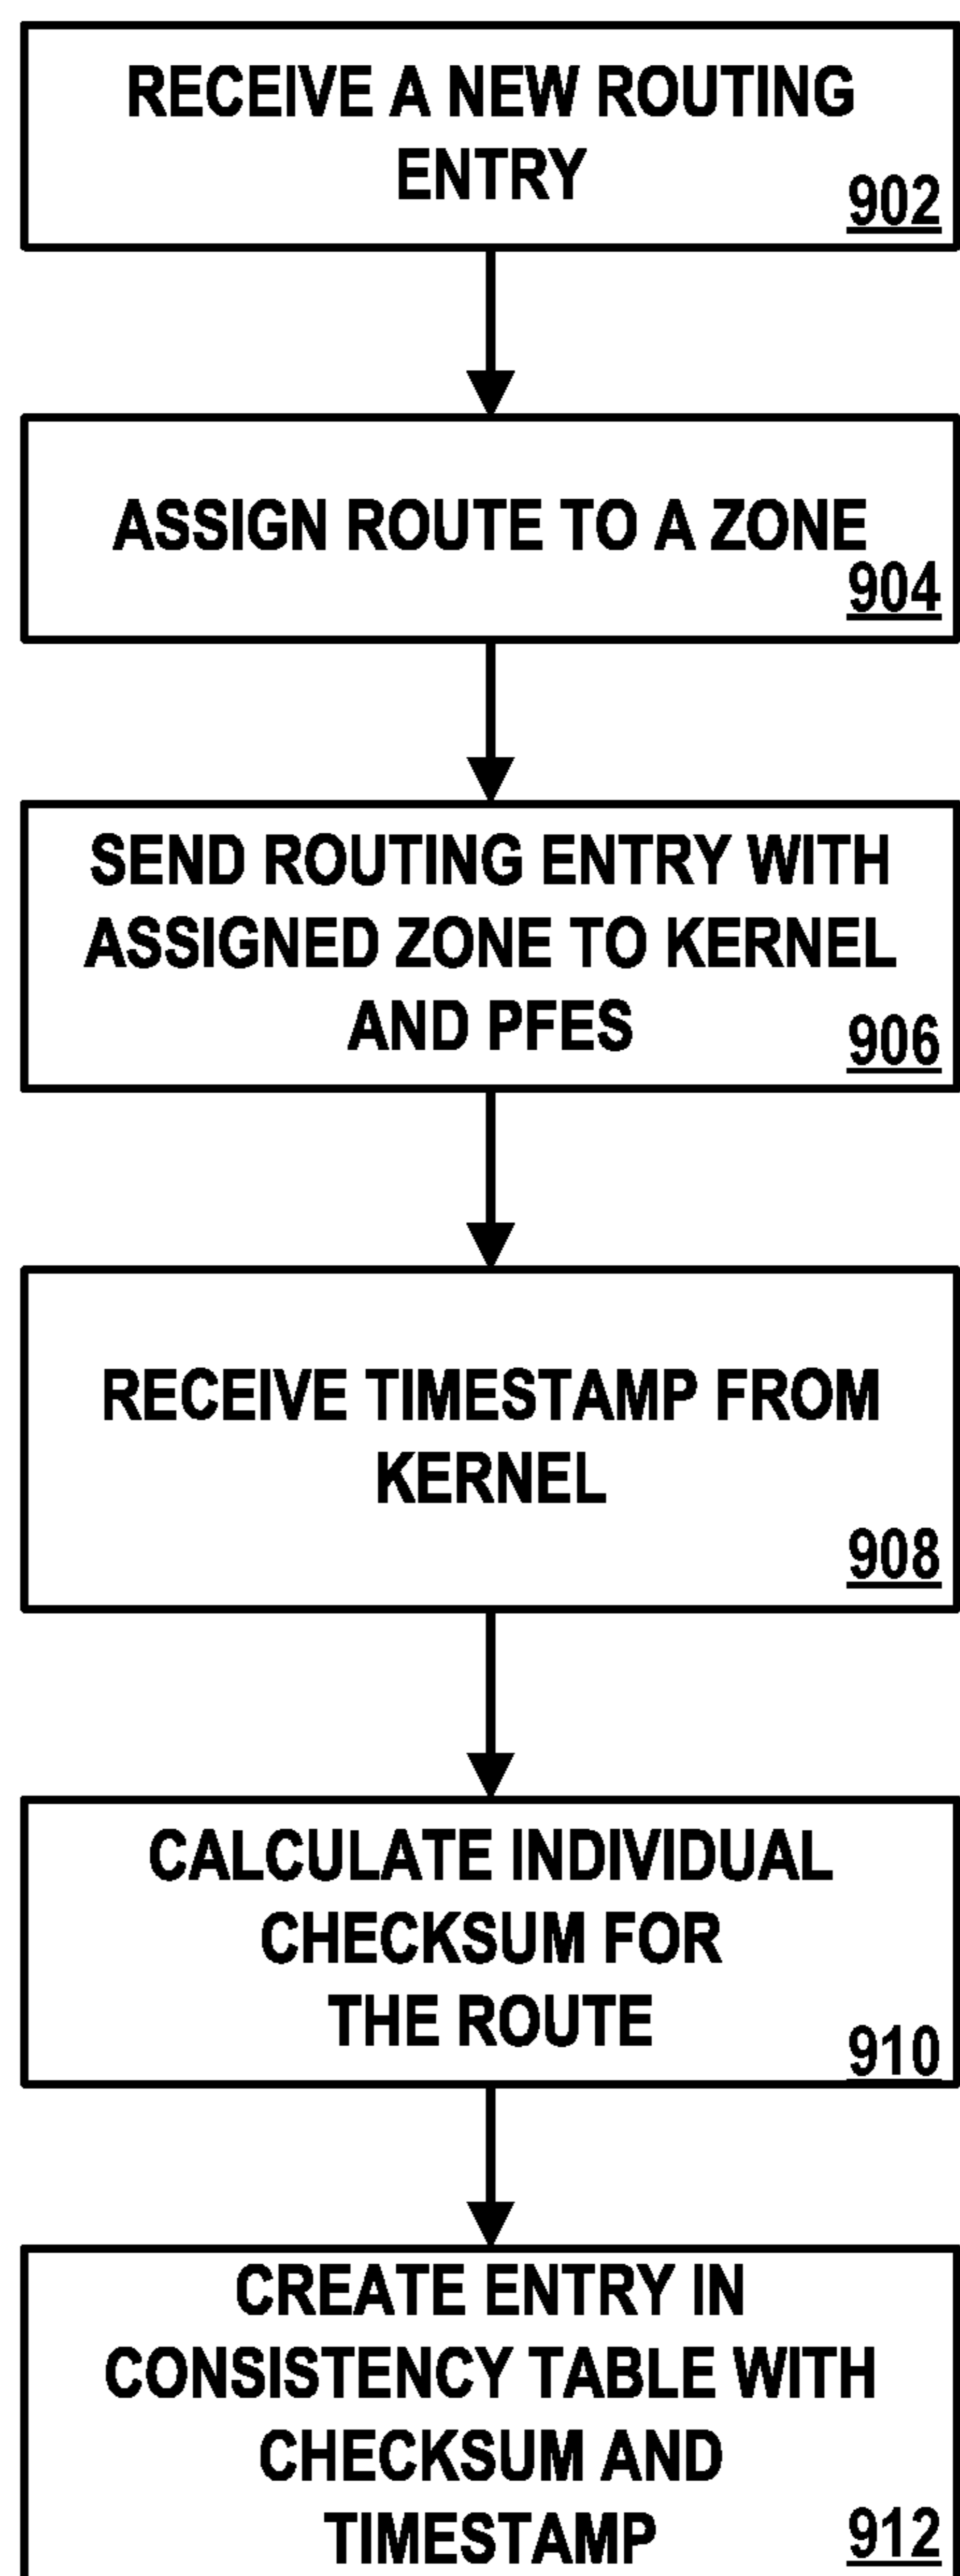 RECEIVE A NEW ROUTING
ENTRY
902
ASSIGN ROUTE TO A ZONE
904
SEND ROUTING ENTRY WITH
ASSIGNED ZONE TO KERNEL
AND PFES
906
RECEIVE TIMESTAMP FROM
KERNEL
908
CALCULATE INDIVIDUAL
CHECKSUM FOR
THE ROUTE
910
CREATE ENTRY IN
CONSISTENCY TABLE WITH
CHECKSUM AND
TIMESTAMP
912